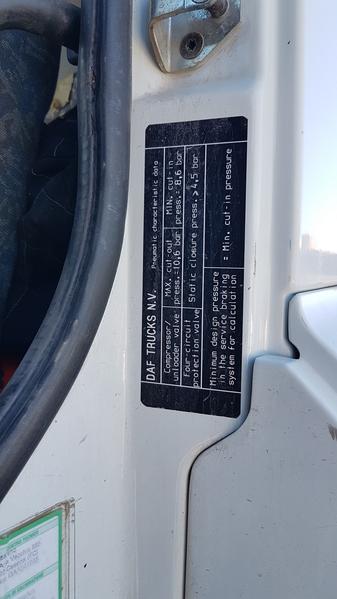 DAF TRUCKS N.V. Pneumatic characteristic data
Compressor/ MAX. cut-out MIN. cut-in
unloader valve press.=10.6 bar press.= 8.6 bar
Four-circuit
protection valve Static closure press.>4.5 bar
Minimum design pressure
in the service braking = Min. cut-in pressure
system for calculation